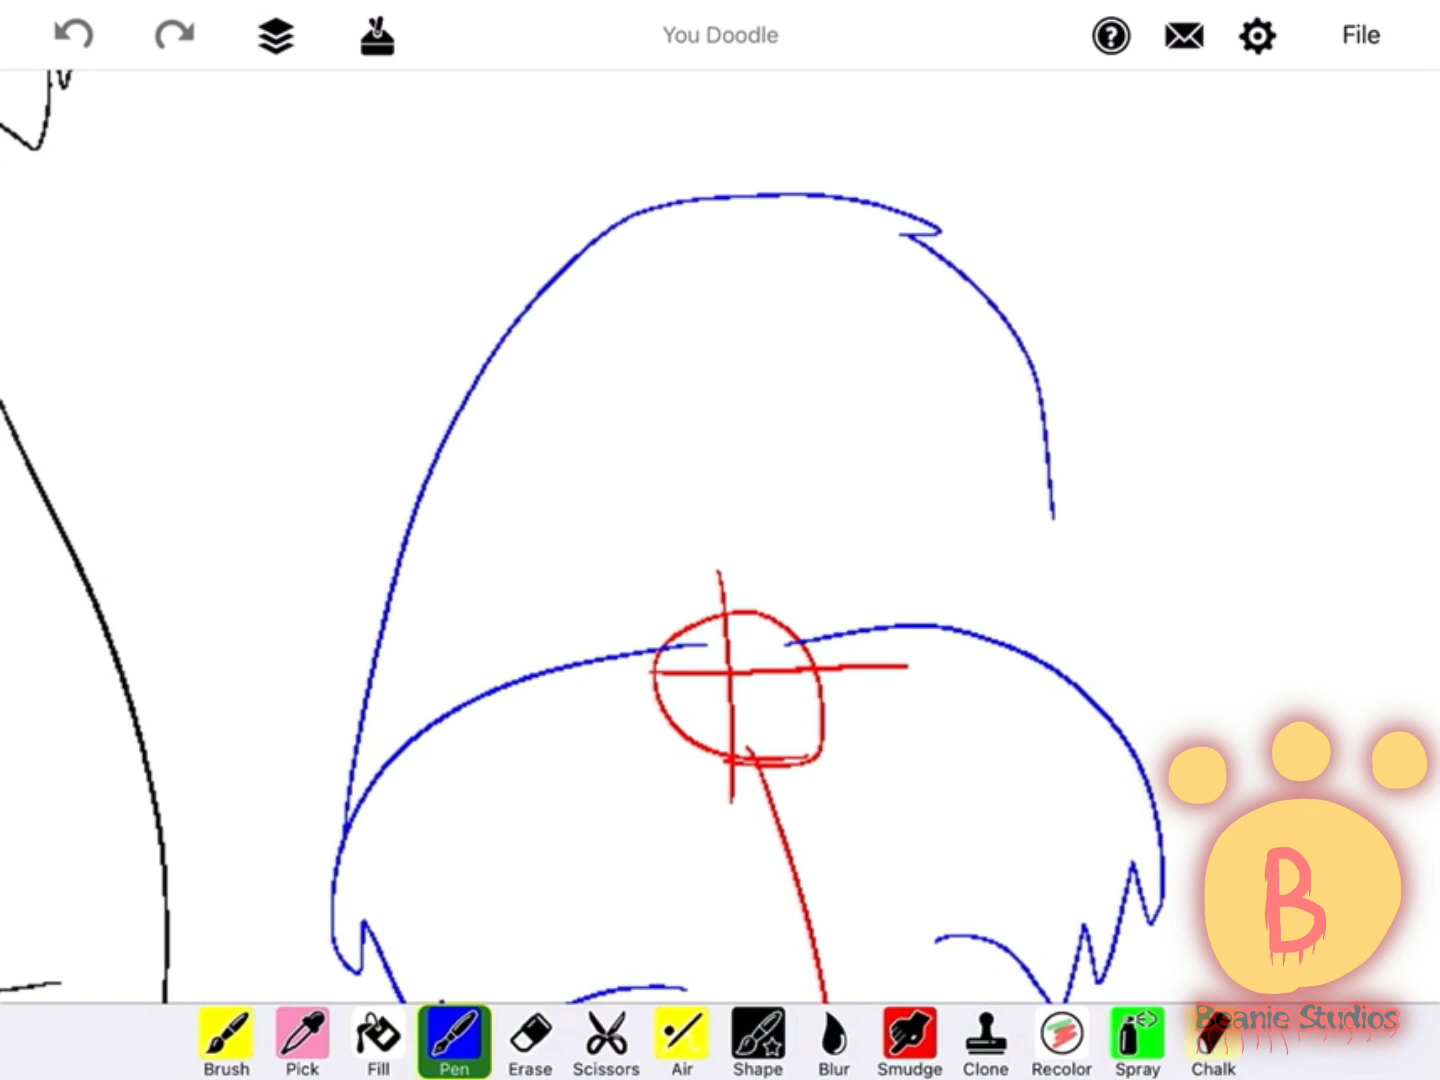 You Doodle
File
B
Beanie Studios
Brush Pick Fill Pen Erase Scissors Air Shape Blur Smudge Clone Recolor Spray Chalk